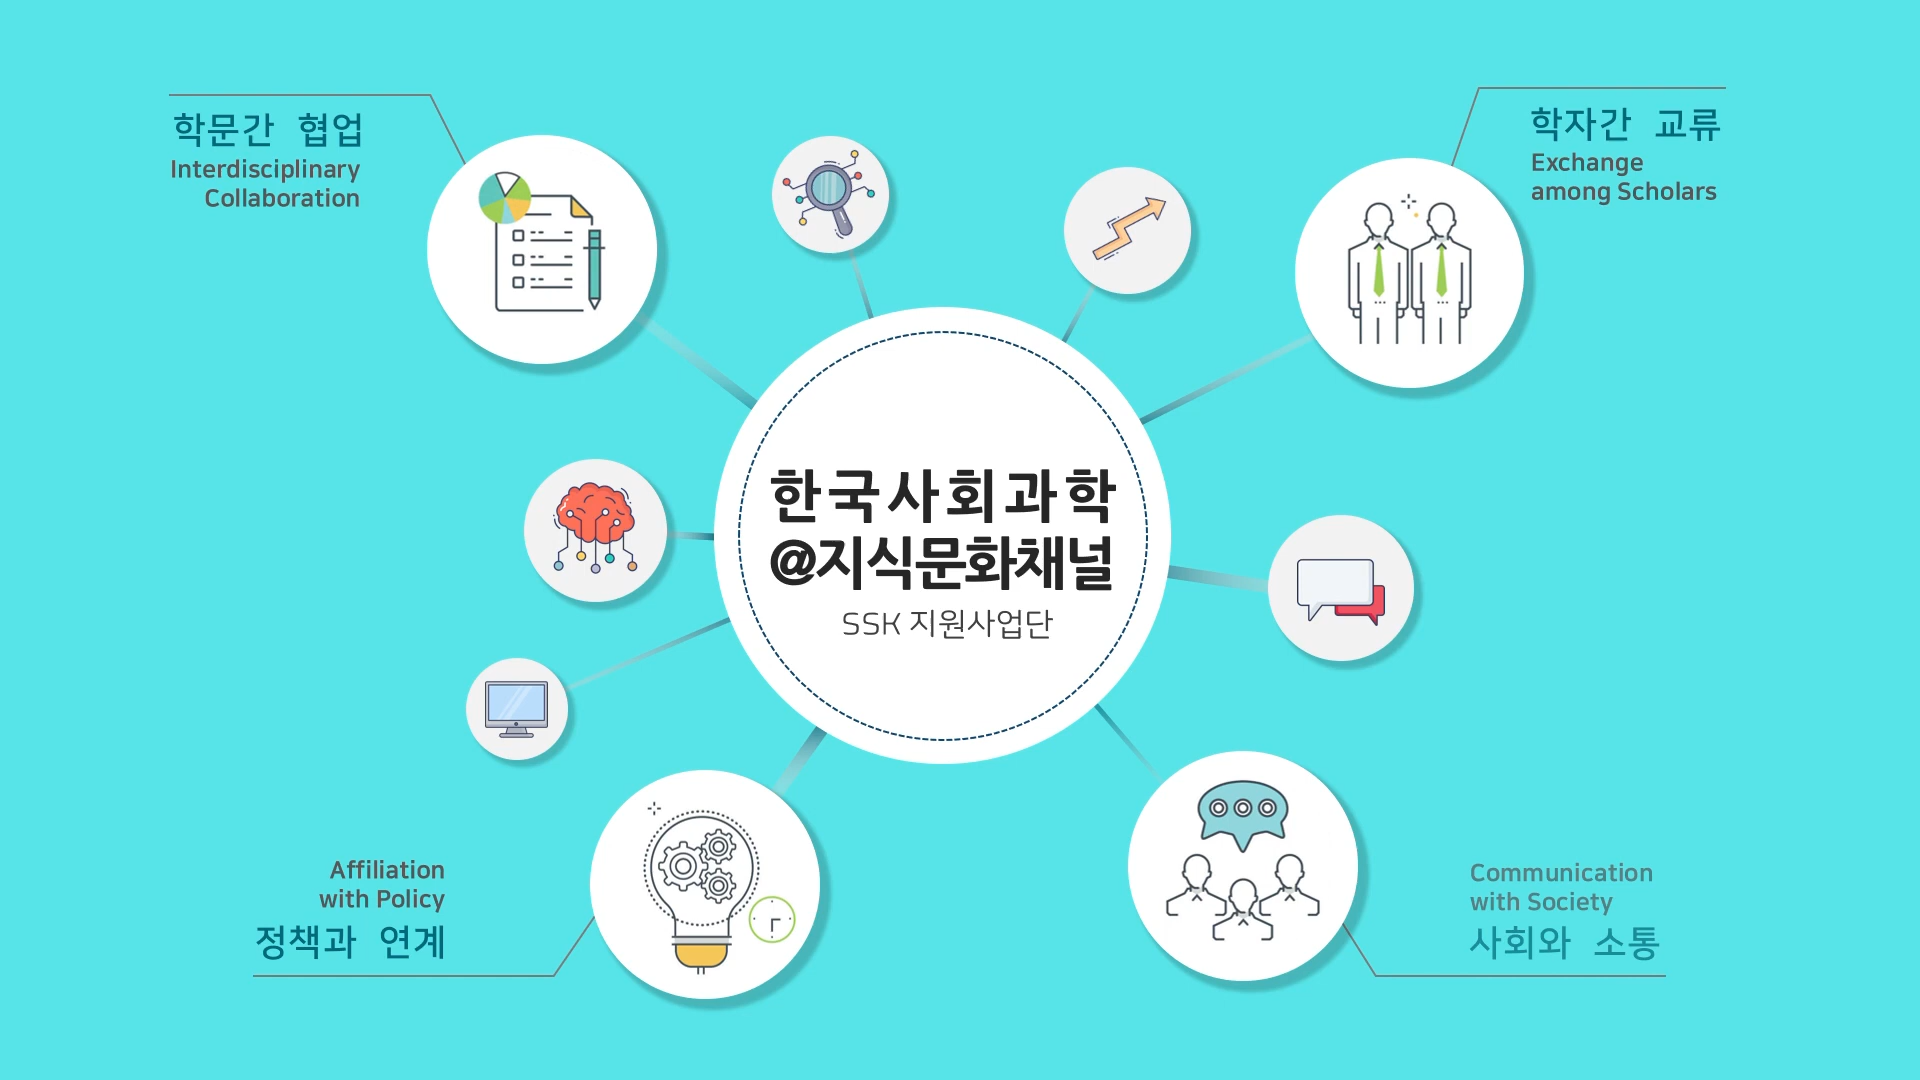 학문간 협업
Interdisciplinary
Collaboration
학자간 교류
Exchange
among Scholars
한국사회과학
@지식문화채널
SSK 지원사업단
Affiliation
with Policy
정책과 연계
Communication
with Society
사회와 소통